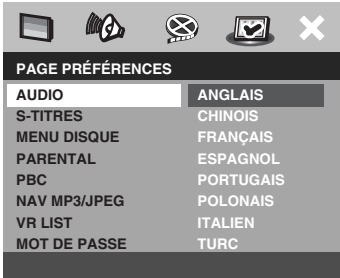 PAGE PRÉFÉRENCES
AUDIO ANGLAIS
S-TITRES CHINOIS
MENU DISQUE FRANÇAIS
PARENTAL ESPAGNOL
PBC PORTUGAIS
NAV MP3/JPEG POLONAIS
VR LIST ITALIEN
MOT DE PASSE TURC